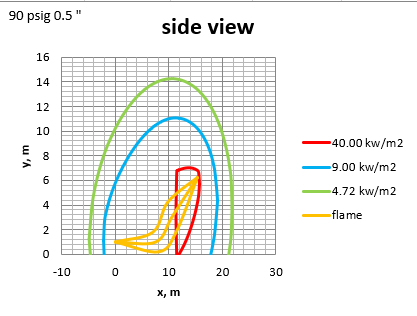 90 psig 0.5 "
side view
16
14
12
10
8
6
4
2
0
y, m
-10 0 10 20 30
x, m
40.00 kw/m2
9.00 kw/m2
4.72 kw/m2
flame